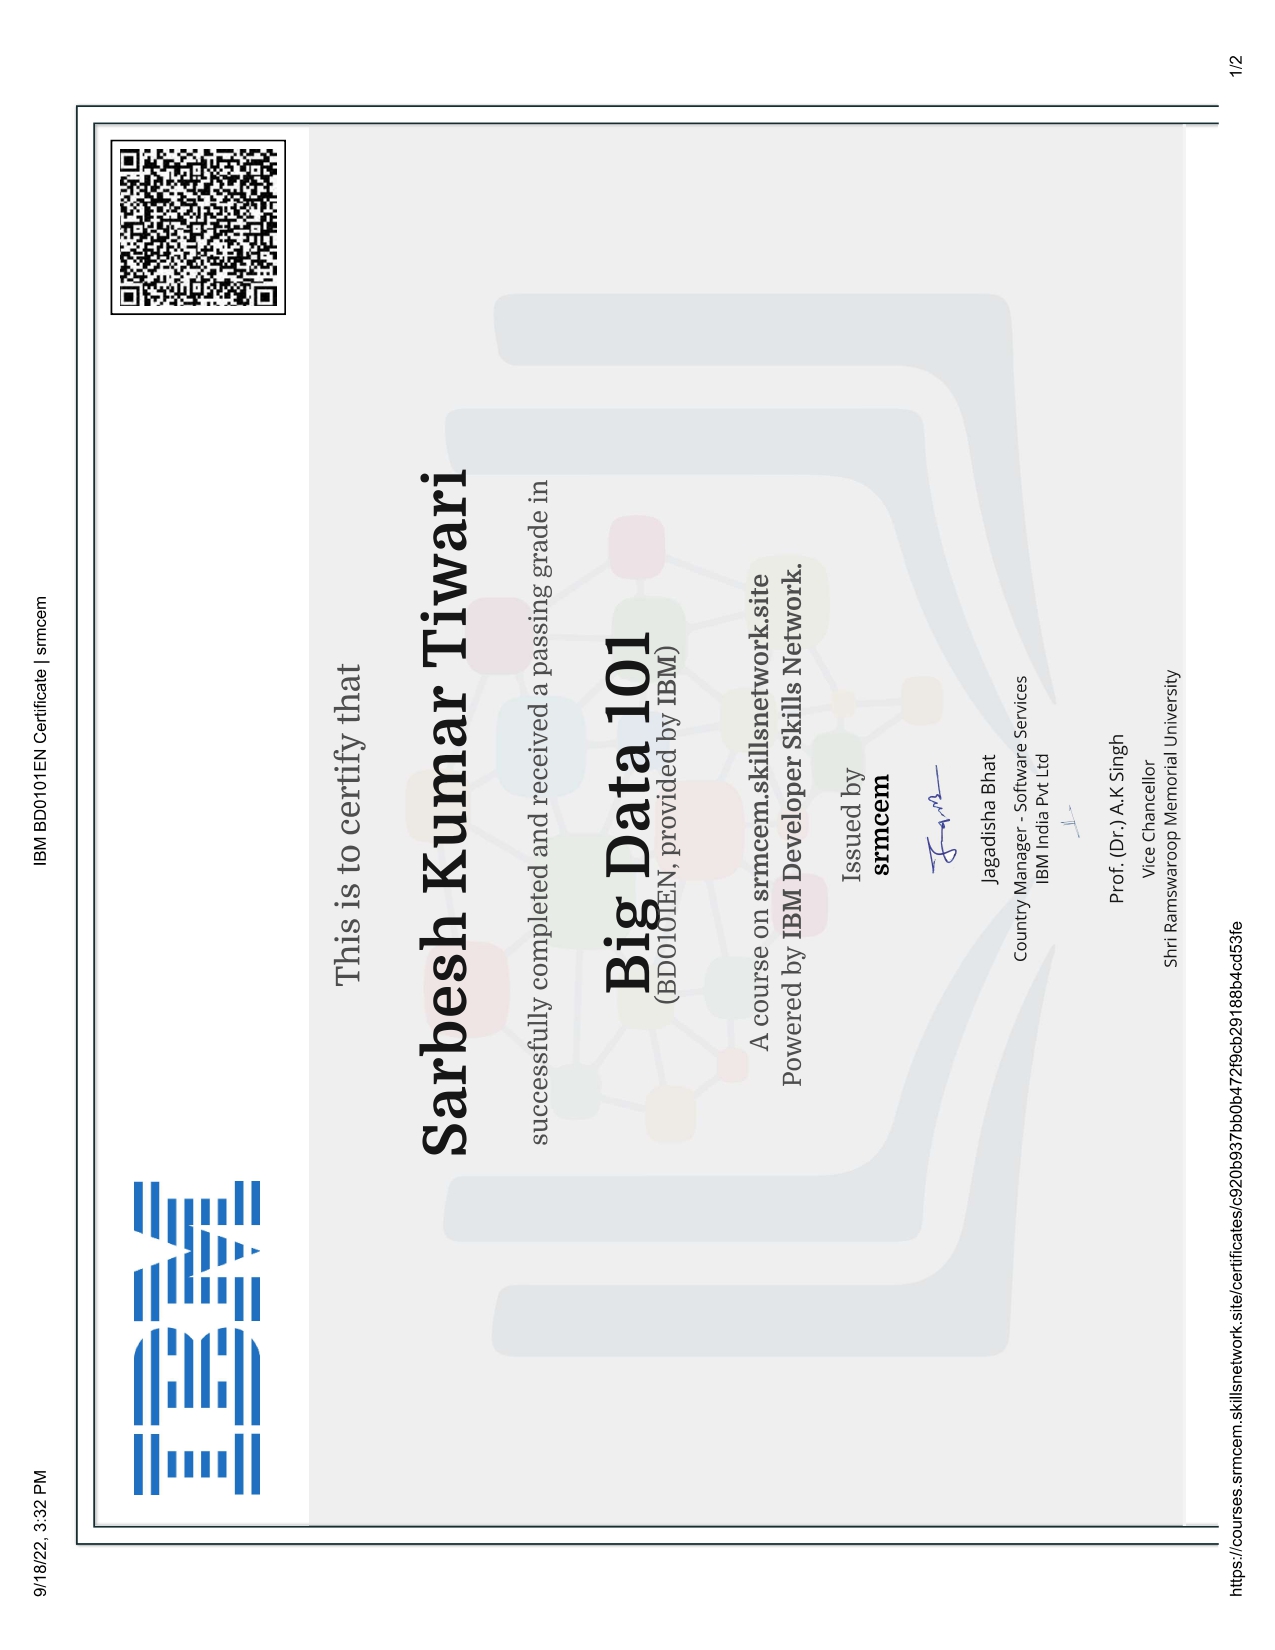 9/18/22, 3:32 PM
IBM BD0101EN Certificate | srmcem
IBM
This is to certify that
Sarbesh Kumar Tiwari
successfully completed and received a passing grade in
Big Data 101
(BD0101EN, provided by IBM)
A course on srmcem.skillsnetwork.site
Powered by IBM Developer Skills Network.
Issued by
srmcem
Jagadisha Bhat
Country Manager - Software Services
IBM India Pvt Ltd
Prof. (Dr.) A.K Singh
Vice Chancellor
Shri Ramswaroop Memorial University
https://courses.srmcem.skillsnetwork.site/certificates/c920b937bb0b472f9cb29188b4cd53fe
1/2